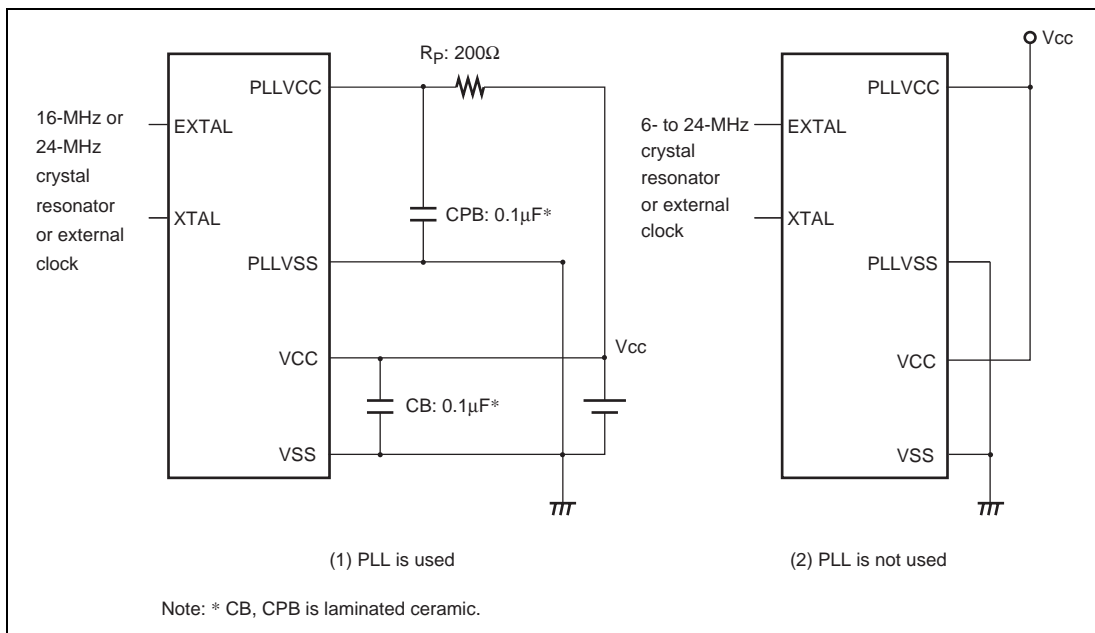 RP: 200Ω
PLLVCC
16-MHz or
24-MHz
crystal
resonator
or external
clock
EXTAL
XTAL
CPB: 0.1μF*
PLLVSS
VCC
Vcc
CB: 0.1μF*
VSS
(1) PLL is used
Vcc
PLLVCC
6- to 24-MHz
crystal
resonator
or external
clock
EXTAL
XTAL
PLLVSS
VCC
VSS
(2) PLL is not used
Note: * CB, CPB is laminated ceramic.